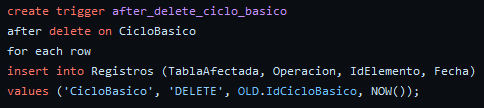 create trigger after_delete_ciclo_basico
after delete on CicloBasico
for each row
insert into Registros (TablaAfectada, Operacion, IdElemento, Fecha)
values ('CicloBasico', 'DELETE', OLD.IdCicloBasico, NOW());